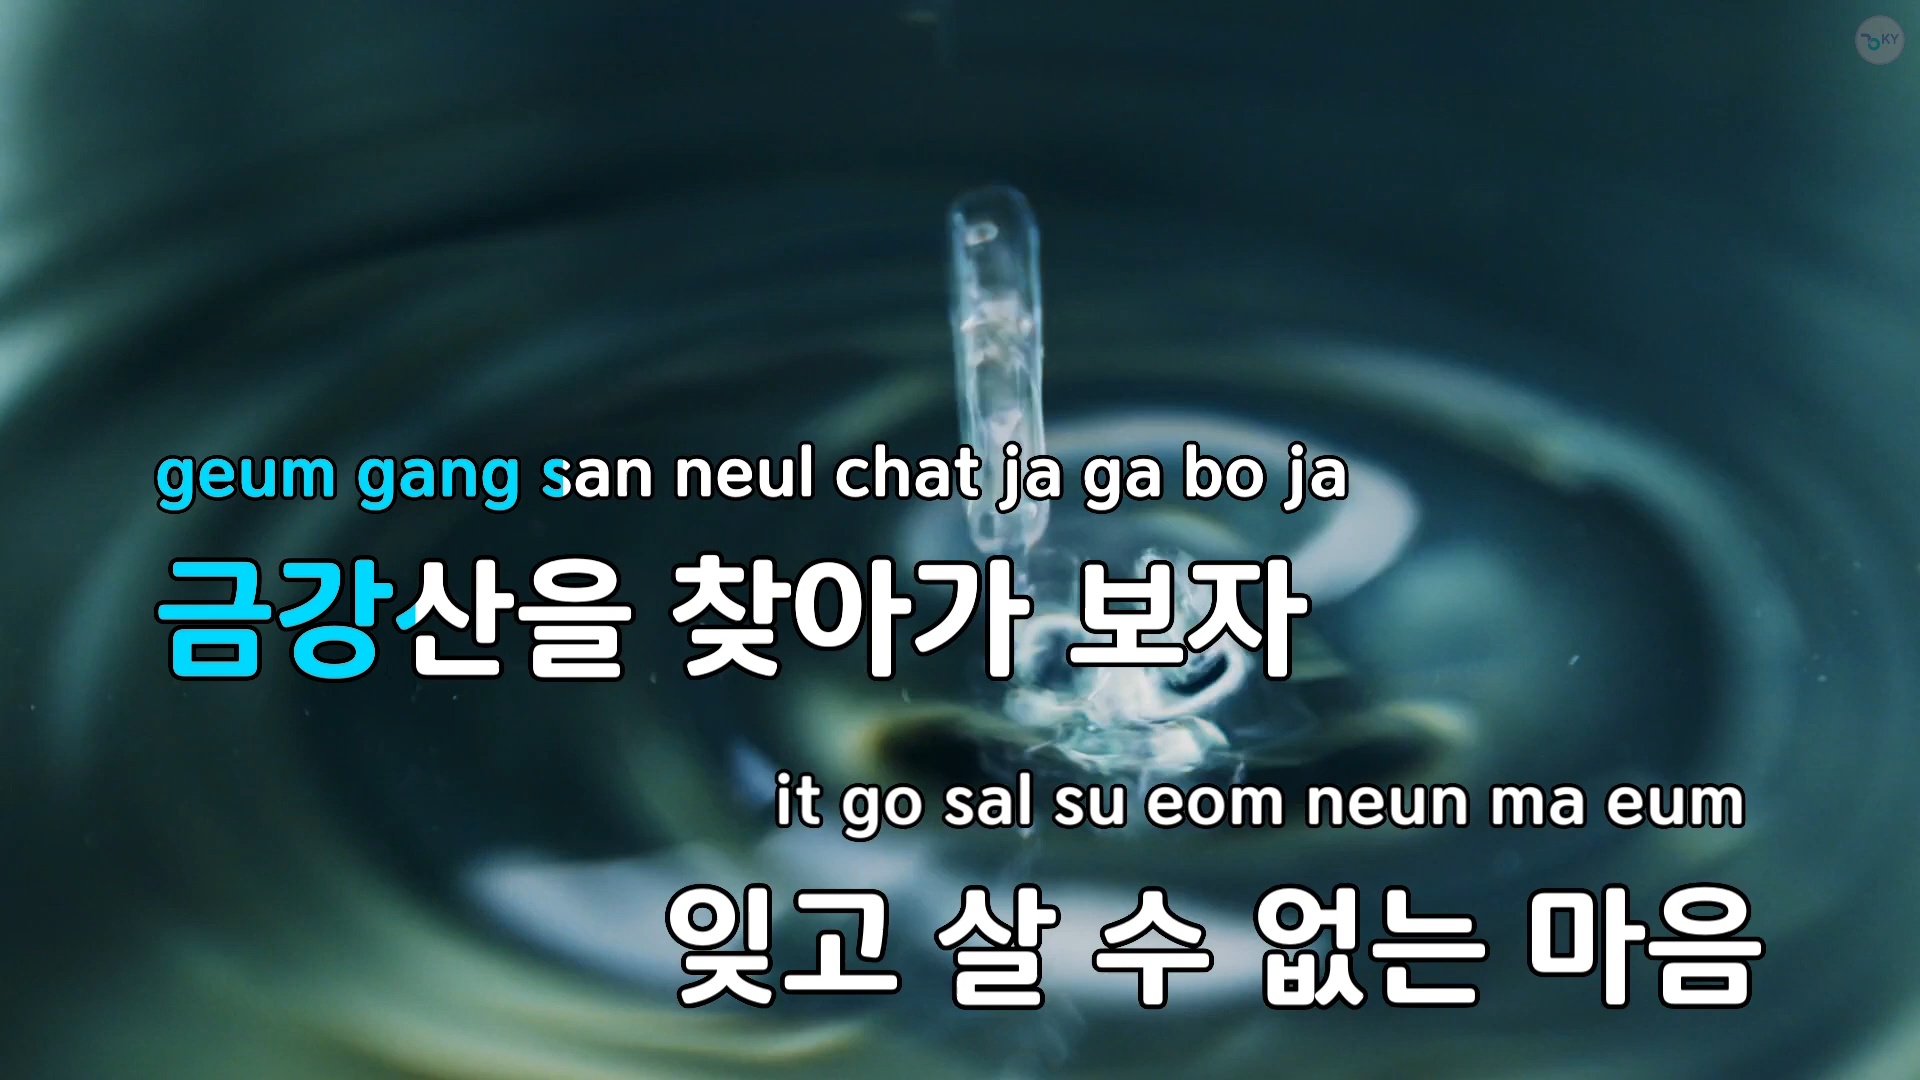 KY
geum gang san neul chat ja ga bo ja
금강산을 찾아가 보자
it go sal su eom neun ma eum
잊고 살 수 없는 마음